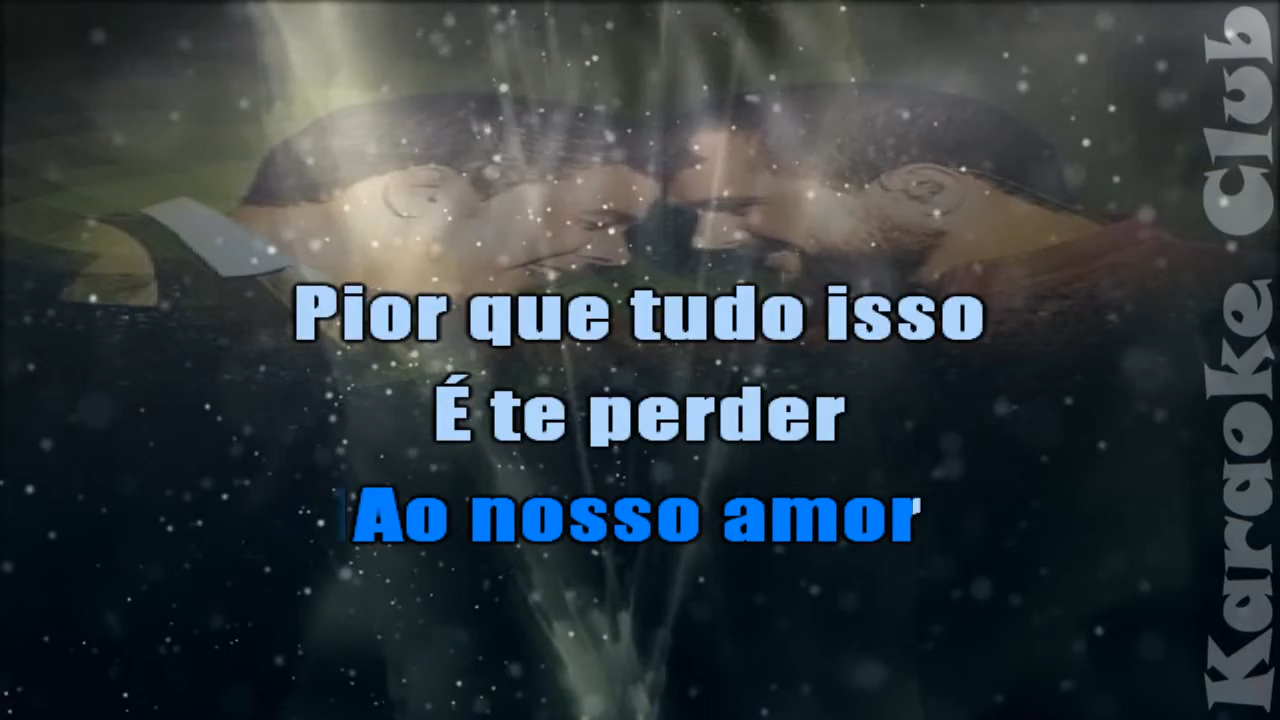 Pior que tudo isso
É te perder
Ao nosso amor
Karaoke Club